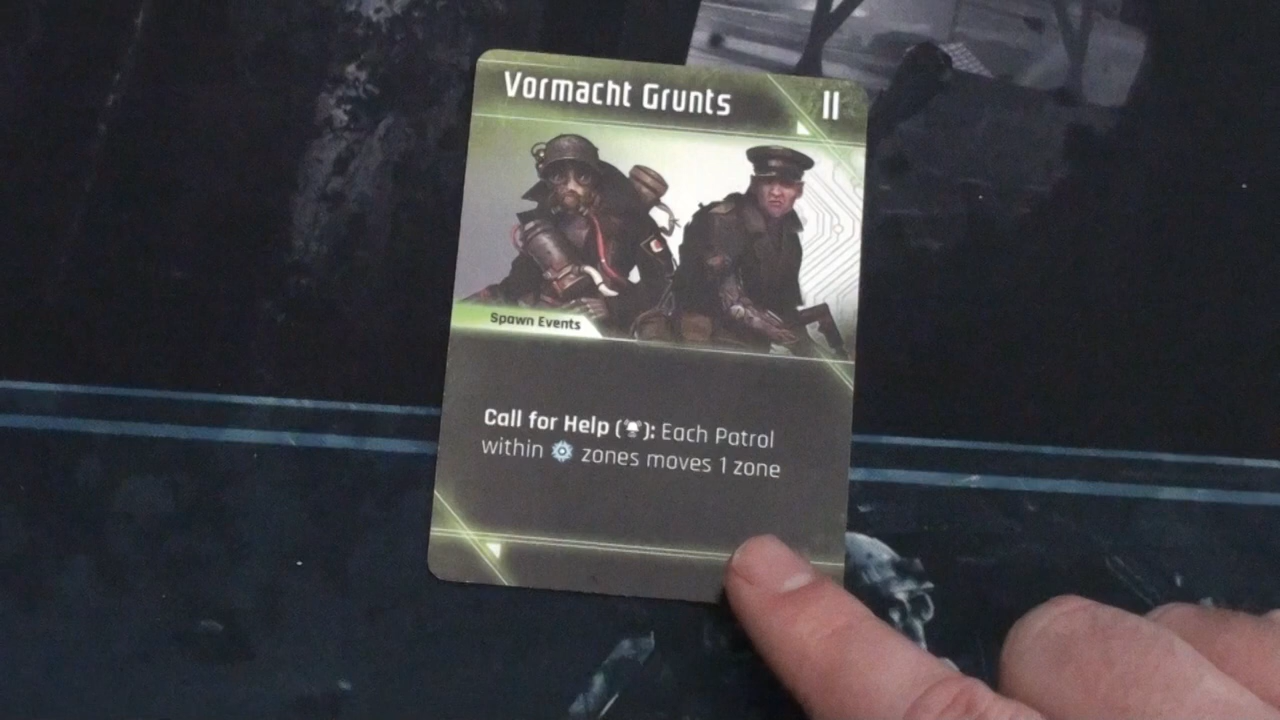 Vormacht Grunts II
Spawn Events
Call for Help ( ): Each Patrol
within zones moves 1 zone